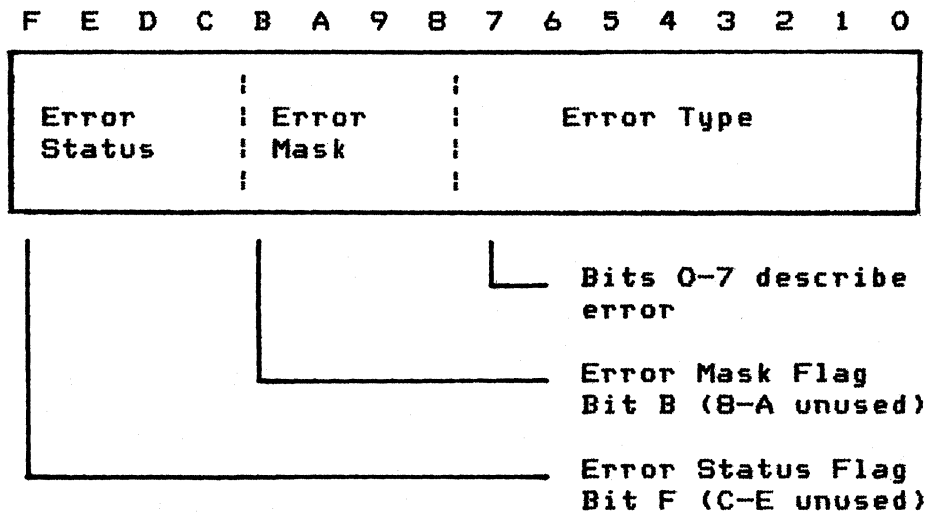 F E D C B A 9 8 7 6 5 4 3 2 1 0
Error Status
Error Mask
Error Type
Bits 0-7 describe
error
Error Mask Flag
Bit B (8-A unused)
Error Status Flag
Bit F (C-E unused)